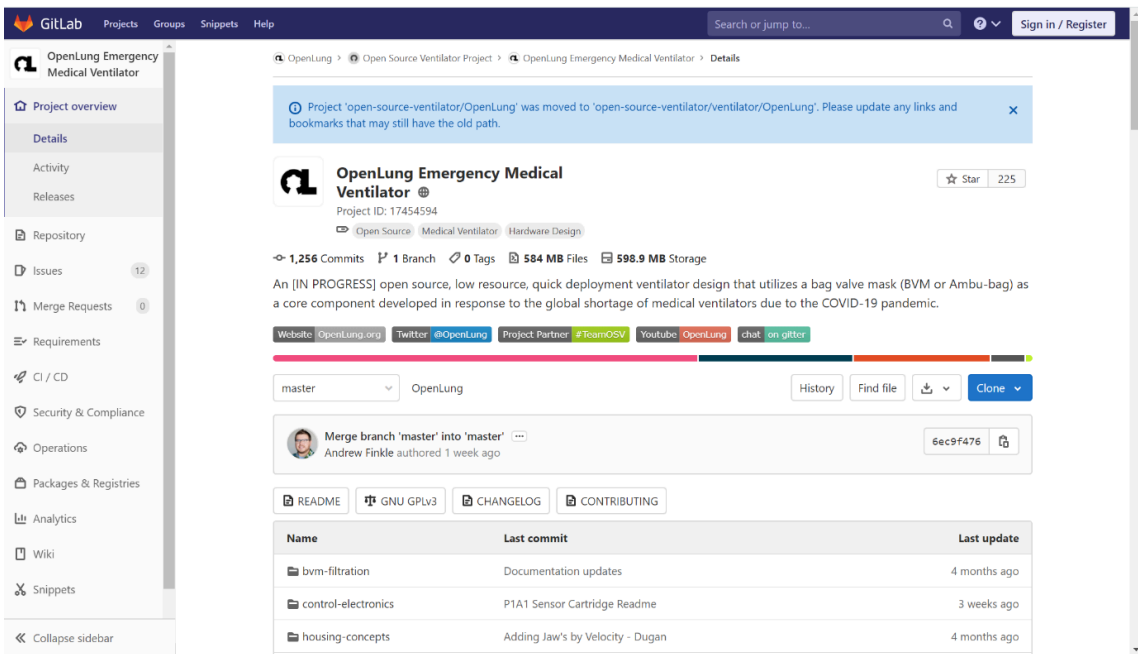 GitLab Projects Groups Snippets Help Search or jump to... Sign in / Register
OpenLung Emergency Medical Ventilator
Project overview
Details
Activity
Releases
Repository
Issues 12
Merge Requests 0
Requirements
CI / CD
Security & Compliance
Operations
Packages & Registries
Analytics
Wiki
Snippets
Collapse sidebar
OpenLung > Open Source Ventilator Project > OpenLung Emergency Medical Ventilator > Details
Project 'open-source-ventilator/OpenLung' was moved to 'open-source-ventilator/ventilator/OpenLung'. Please update any links and
bookmarks that may still have the old path.
OpenLung Emergency Medical
Ventilator
Star 225
Project ID: 17454594
Open Source Medical Ventilator Hardware Design
1,256 Commits 1 Branch 0 Tags 584 MB Files 598.9 MB Storage
An [IN PROGRESS] open source, low resource, quick deployment ventilator design that utilizes a bag valve mask (BVM or Ambu-bag) as
a core component developed in response to the global shortage of medical ventilators due to the COVID-19 pandemic.
Website OpenLung.org Twitter @OpenLung Project Partner #TeamOSV Youtube OpenLung chat on gitter
master OpenLung History Find file Clone
Merge branch 'master' into 'master'
Andrew Finkle authored 1 week ago
6ec9f476
README GNU GPLv3 CHANGELOG CONTRIBUTING
Name Last commit Last update
bvm-filtration Documentation updates 4 months ago
control-electronics P1A1 Sensor Cartridge Readme 3 weeks ago
housing-concepts Adding Jaw's by Velocity - Dugan 4 months ago